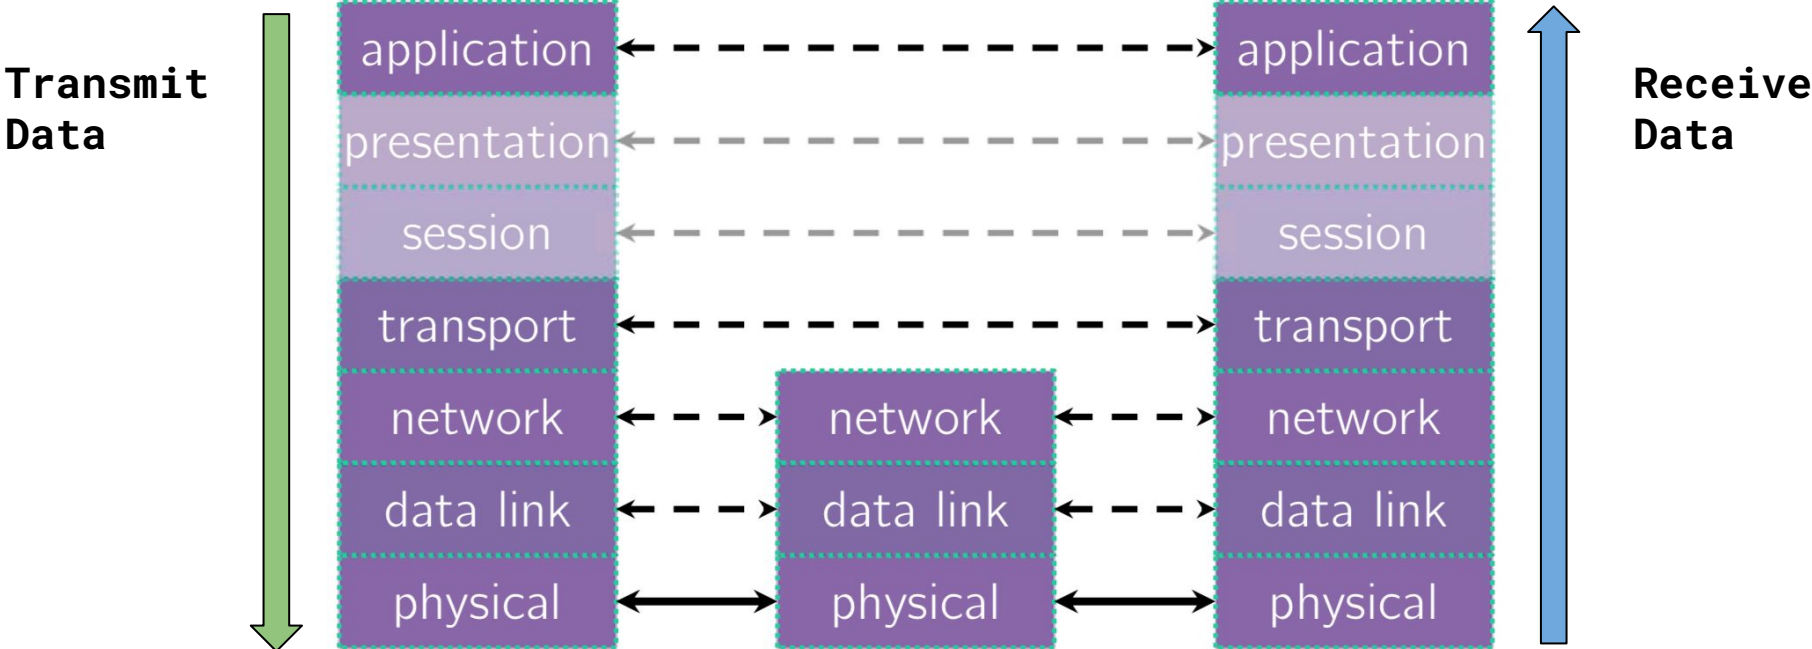 Transmit
Data
application
presentation
session
transport
network
data link
physical
network
data link
physical
application
presentation
session
transport
network
data link
physical
Receive
Data